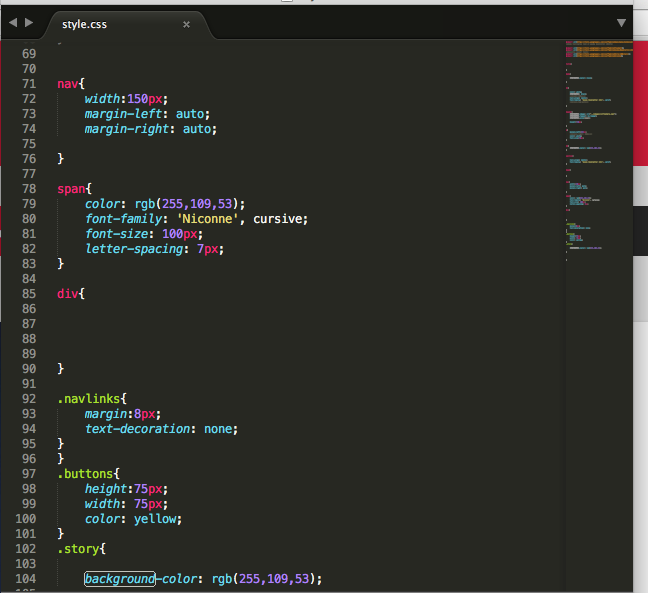 style.css
69
70
71 nav{
72 width:150px;
73 margin-left: auto;
74 margin-right: auto;
75
76 }
77
78 span{
79 color: rgb(255,109,53);
80 font-family: 'Niconne', cursive;
81 font-size: 100px;
82 letter-spacing: 7px;
83 }
84
85 div{
86
87
88
89
90 }
91
92 .navlinks{
93 margin:8px;
94 text-decoration: none;
95 }
96 }
97 .buttons{
98 height:75px;
99 width: 75px;
100 color: yellow;
101 }
102 .story{
103
104 background-color: rgb(255,109,53);